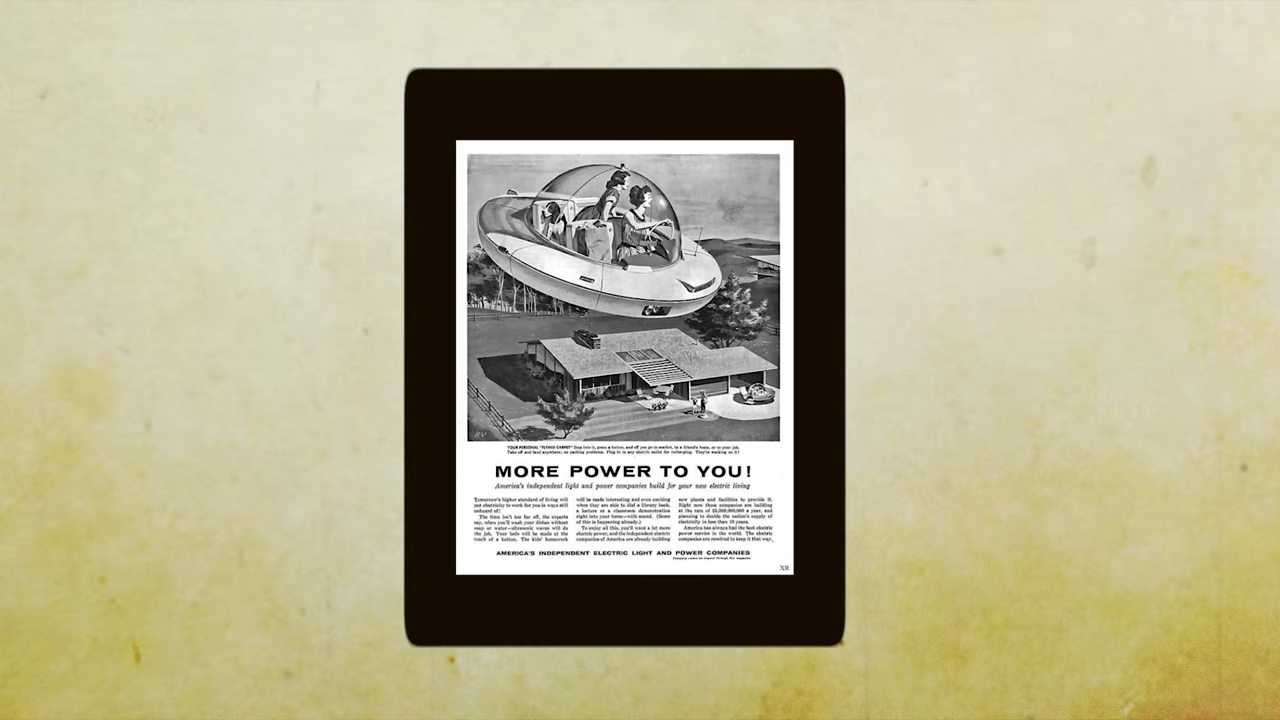 YOUR PERSONAL "FLYING CARPET" Step into it, press a button, and off you go to market, to a friend's home, or to your job.
Take off and land anywhere; no parking problems. Plug in to any electric outlet for recharging. They're working on it!
MORE POWER TO YOU!
America's independent light and power companies build for your new electric living
Tomorrow's higher standard of living will
put electricity to work for you in ways still
unheard of!
The time isn't too far off, the experts
say, when you'll wash your dishes without
soap or water—ultrasonic waves will do
the job. Your beds will be made at the
touch of a button. The kids' homework
will be made interesting and even exciting
when they are able to dial a library book,
a lecture or a classroom demonstration
right into your home—with sound. (Some
of this is happening already.)
To enjoy all this, you'll want a lot more
electric power, and the independent electric
companies of America are already building
new plants and facilities to provide it.
Right now these companies are building
at the rate of $5,000,000,000 a year, and
planning to double the nation's supply of
electricity in less than 10 years.
America has always had the best electric
power service in the world. The electric
companies are resolved to keep it that way.
AMERICA'S INDEPENDENT ELECTRIC LIGHT AND POWER COMPANIES
Company names on request through this magazine
XR